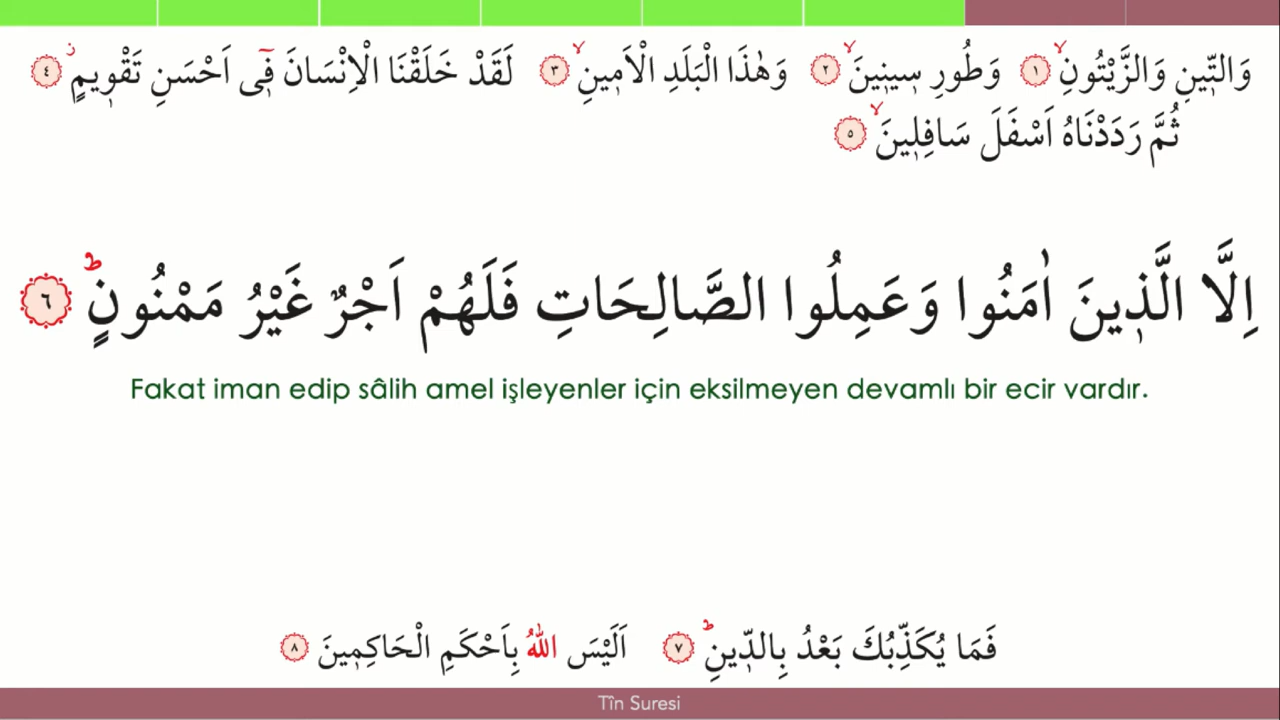 وَالتّ۪ينِ وَالزَّيْتُونِۙ ﴿١﴾ وَطُورِ س۪ين۪ينَۙ ﴿٢﴾ وَهٰذَا الْبَلَدِ الْاَم۪ينِۙ ﴿٣﴾ لَقَدْ خَلَقْنَا الْاِنْسَانَ ف۪ٓى اَحْسَنِ تَقْو۪يمٍۘ ﴿٤﴾
ثُمَّ رَدَدْنَاهُ اَسْفَلَ سَافِل۪ينَۙ ﴿٥﴾
اِلَّا الَّذ۪ينَ اٰمَنُوا وَعَمِلُوا الصَّالِحَاتِ فَلَهُمْ اَجْرٌ غَيْرُ مَمْنُونٍۜ ﴿٦﴾
Fakat iman edip sâlih amel işleyenler için eksilmeyen devamlı bir ecir vardır.
فَمَا يُكَذِّبُكَ بَعْدُ بِالدّ۪ينِۜ ﴿٧﴾ اَلَيْسَ اللّٰهُ بِاَحْكَمِ الْحَاكِم۪ينَ ﴿٨﴾
Tîn Suresi